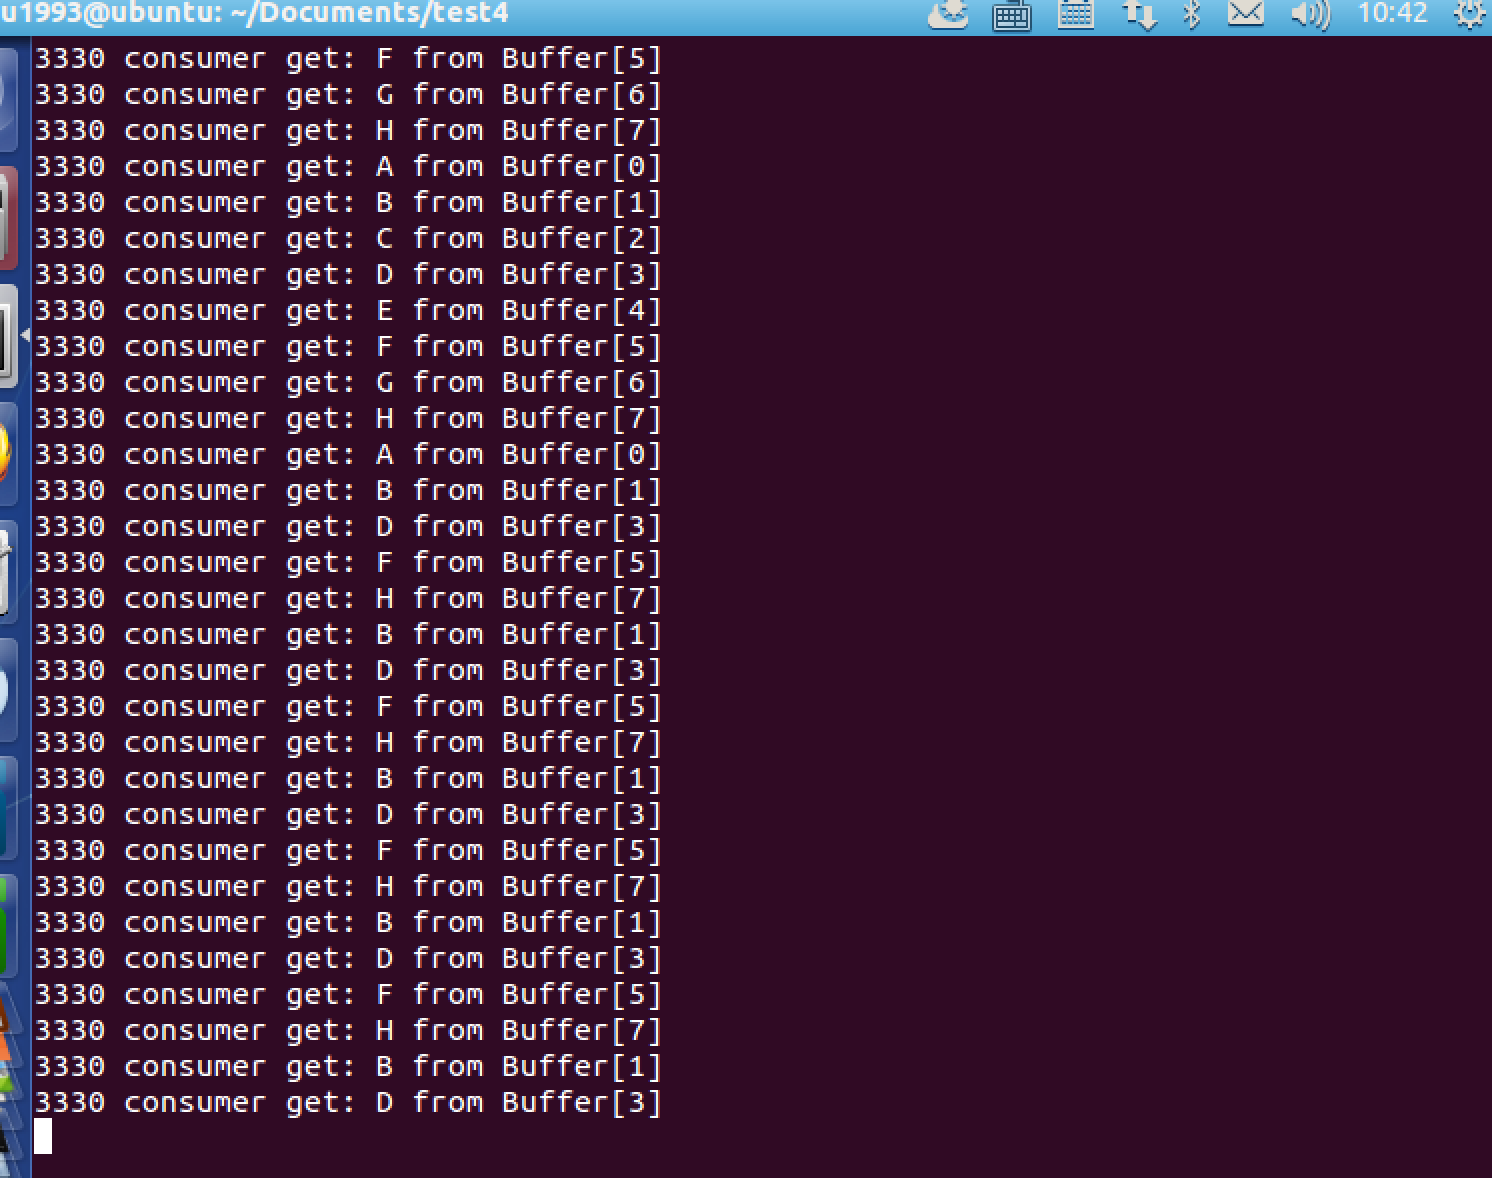 u1993@ubuntu: ~/Documents/test4 10:42
3330 consumer get: F from Buffer[5]
3330 consumer get: G from Buffer[6]
3330 consumer get: H from Buffer[7]
3330 consumer get: A from Buffer[0]
3330 consumer get: B from Buffer[1]
3330 consumer get: C from Buffer[2]
3330 consumer get: D from Buffer[3]
3330 consumer get: E from Buffer[4]
3330 consumer get: F from Buffer[5]
3330 consumer get: G from Buffer[6]
3330 consumer get: H from Buffer[7]
3330 consumer get: A from Buffer[0]
3330 consumer get: B from Buffer[1]
3330 consumer get: D from Buffer[3]
3330 consumer get: F from Buffer[5]
3330 consumer get: H from Buffer[7]
3330 consumer get: B from Buffer[1]
3330 consumer get: D from Buffer[3]
3330 consumer get: F from Buffer[5]
3330 consumer get: H from Buffer[7]
3330 consumer get: B from Buffer[1]
3330 consumer get: D from Buffer[3]
3330 consumer get: F from Buffer[5]
3330 consumer get: H from Buffer[7]
3330 consumer get: B from Buffer[1]
3330 consumer get: D from Buffer[3]
3330 consumer get: F from Buffer[5]
3330 consumer get: H from Buffer[7]
3330 consumer get: B from Buffer[1]
3330 consumer get: D from Buffer[3]